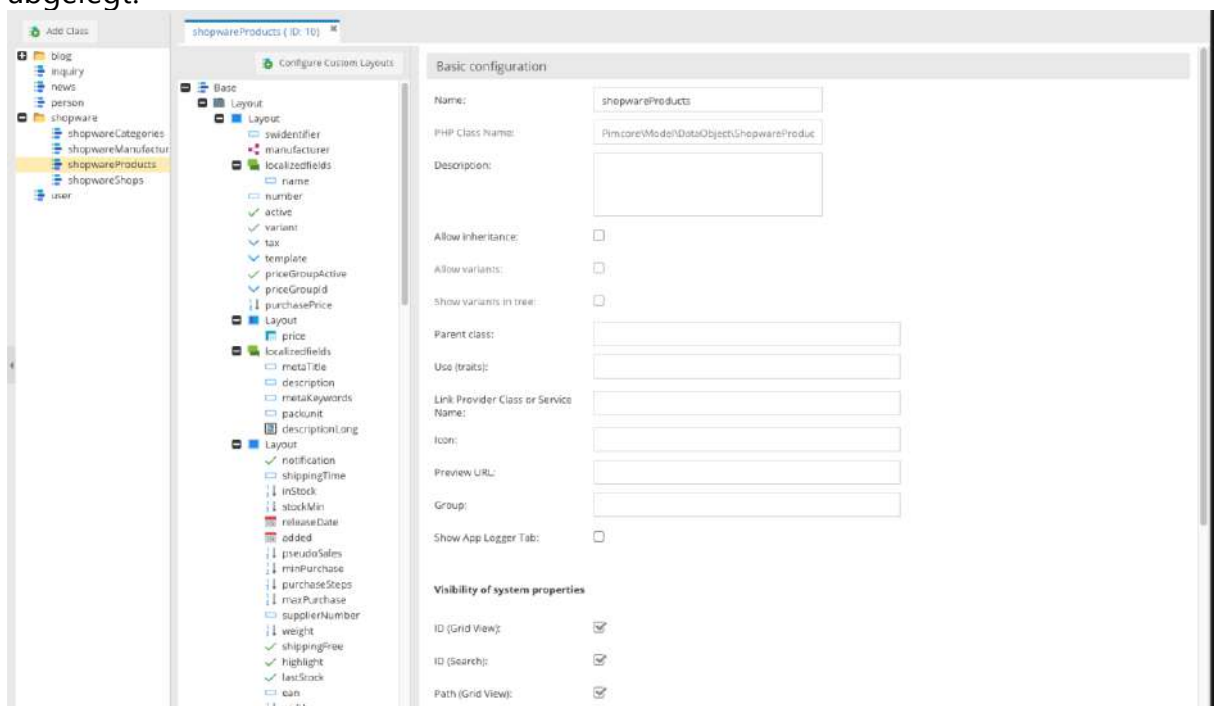 abgelegt.
Add Class
blog
inquiry
news
person
shopware
shopwareCategories
shopwareManufactur
shopwareProducts
shopwareShops
user
shopwareProducts ( ID: 10)
Configure Custom Layouts
Base
Layout
Layout
swidentifier
manufacturer
localizedfields
name
number
active
variant
tax
template
priceGroupActive
priceGroupId
purchasePrice
Layout
price
localizedfields
metaTitle
description
metaKeywords
packunit
descriptionLong
Layout
notification
shippingTime
inStock
stockMin
releaseDate
added
pseudoSales
minPurchase
purchaseSteps
maxPurchase
supplierNumber
weight
shippingFree
highlight
lastStock
ean
Basic configuration
Name: shopwareProducts
PHP Class Name: Pimcore\Model\DataObject\ShopwareProduc
Description:
Allow inheritance:
Allow variants:
Show variants in tree:
Parent class:
Use (traits):
Link Provider Class or Service
Name:
Icon:
Preview URL:
Group:
Show App Logger Tab:
Visibility of system properties
ID (Grid View):
ID (Search):
Path (Grid View):